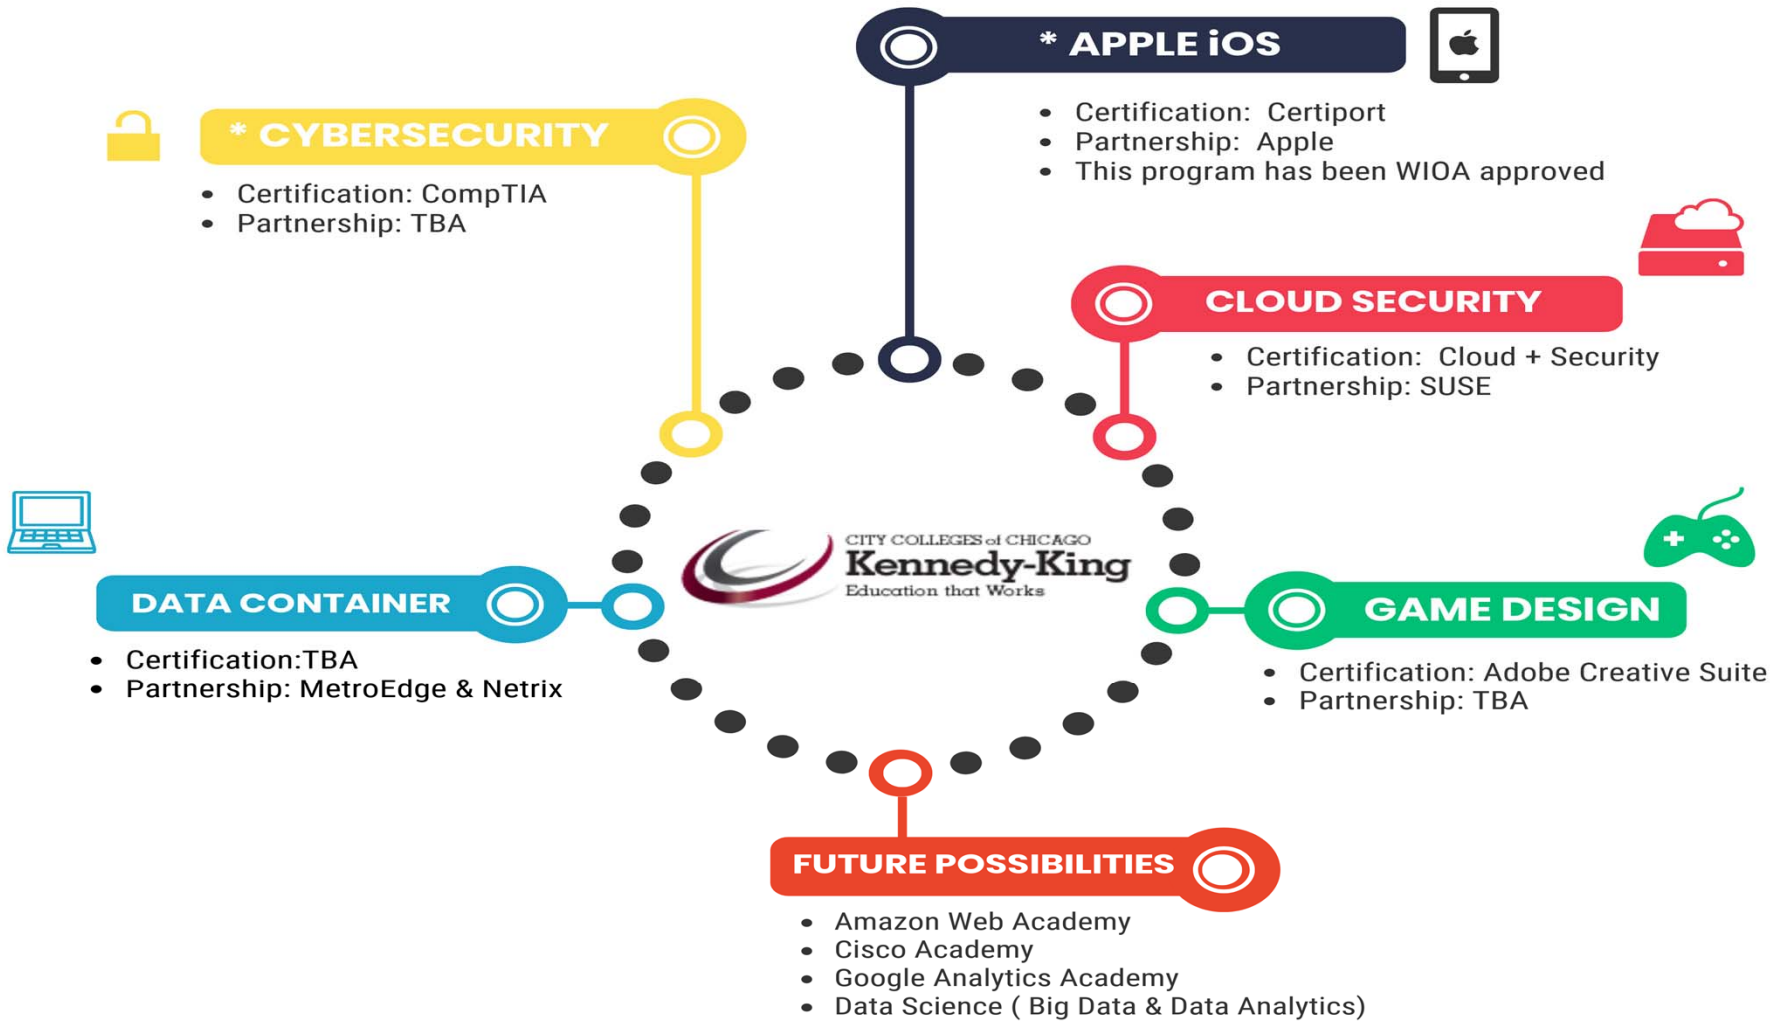 * APPLE iOS
• Certification:  Certiport
• Partnership:  Apple
• This program has been WIOA approved
* CYBERSECURITY
• Certification: CompTIA
• Partnership: TBA
CLOUD SECURITY
• Certification:  Cloud + Security
• Partnership: SUSE
CITY COLLEGES of CHICAGO
Kennedy-King
Education that Works
DATA CONTAINER
• Certification:TBA
• Partnership: MetroEdge & Netrix
GAME DESIGN
• Certification: Adobe Creative Suite
• Partnership: TBA
FUTURE POSSIBILITIES
• Amazon Web Academy
• Cisco Academy
• Google Analytics Academy
• Data Science ( Big Data & Data Analytics)